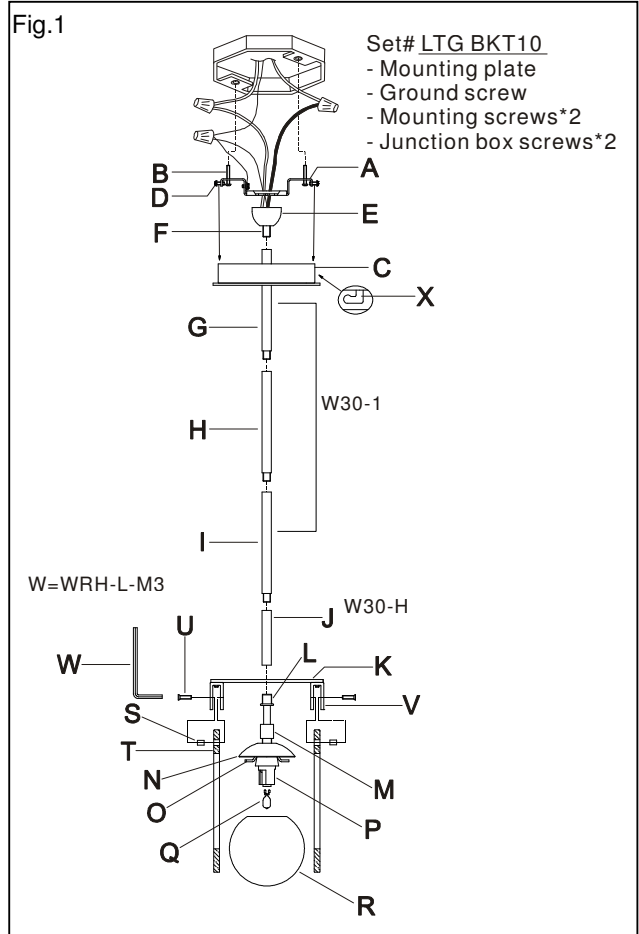 Fig.1
Set# LTG BKT10
- Mounting plate
- Ground screw
- Mounting screws*2
- Junction box screws*2
B
A
D
E
F
C
X
G
W30-1
H
I
W=WRH-L-M3
J
W30-H
U
L
K
W
V
S
T
N
M
O
P
Q
R